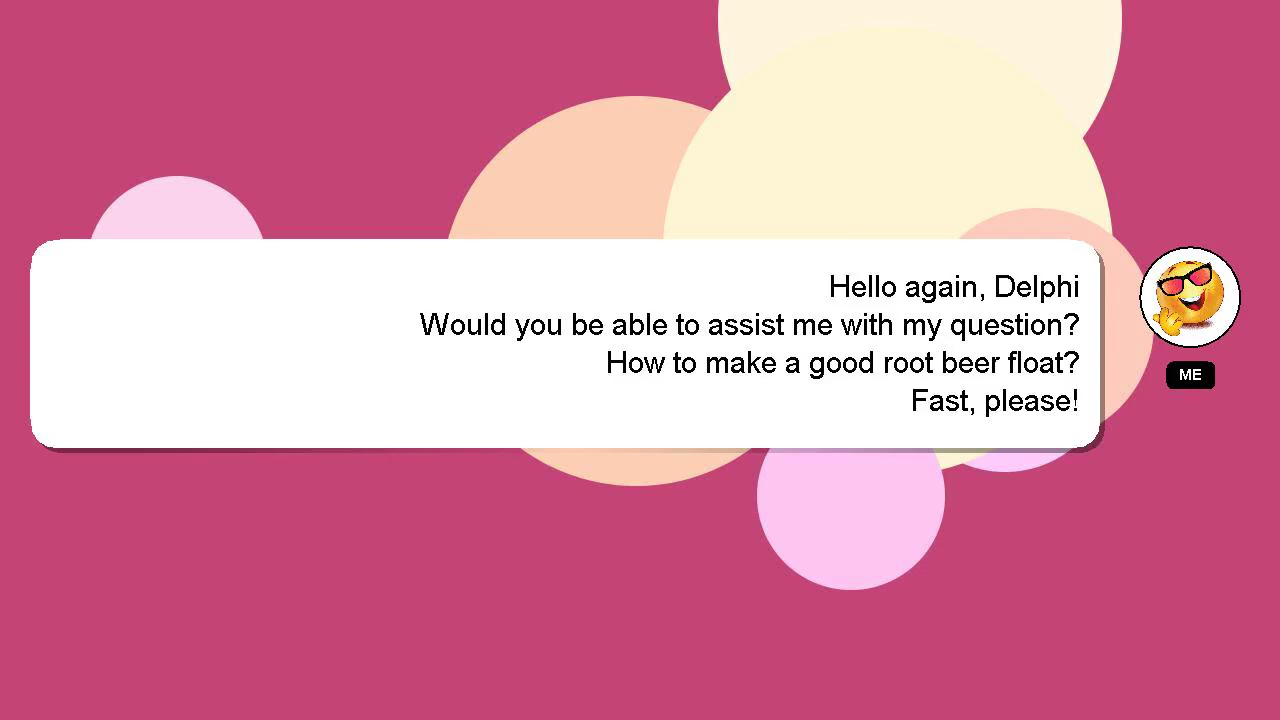 Hello again, Delphi
Would you be able to assist me with my question?
How to make a good root beer float?
Fast, please!
ME